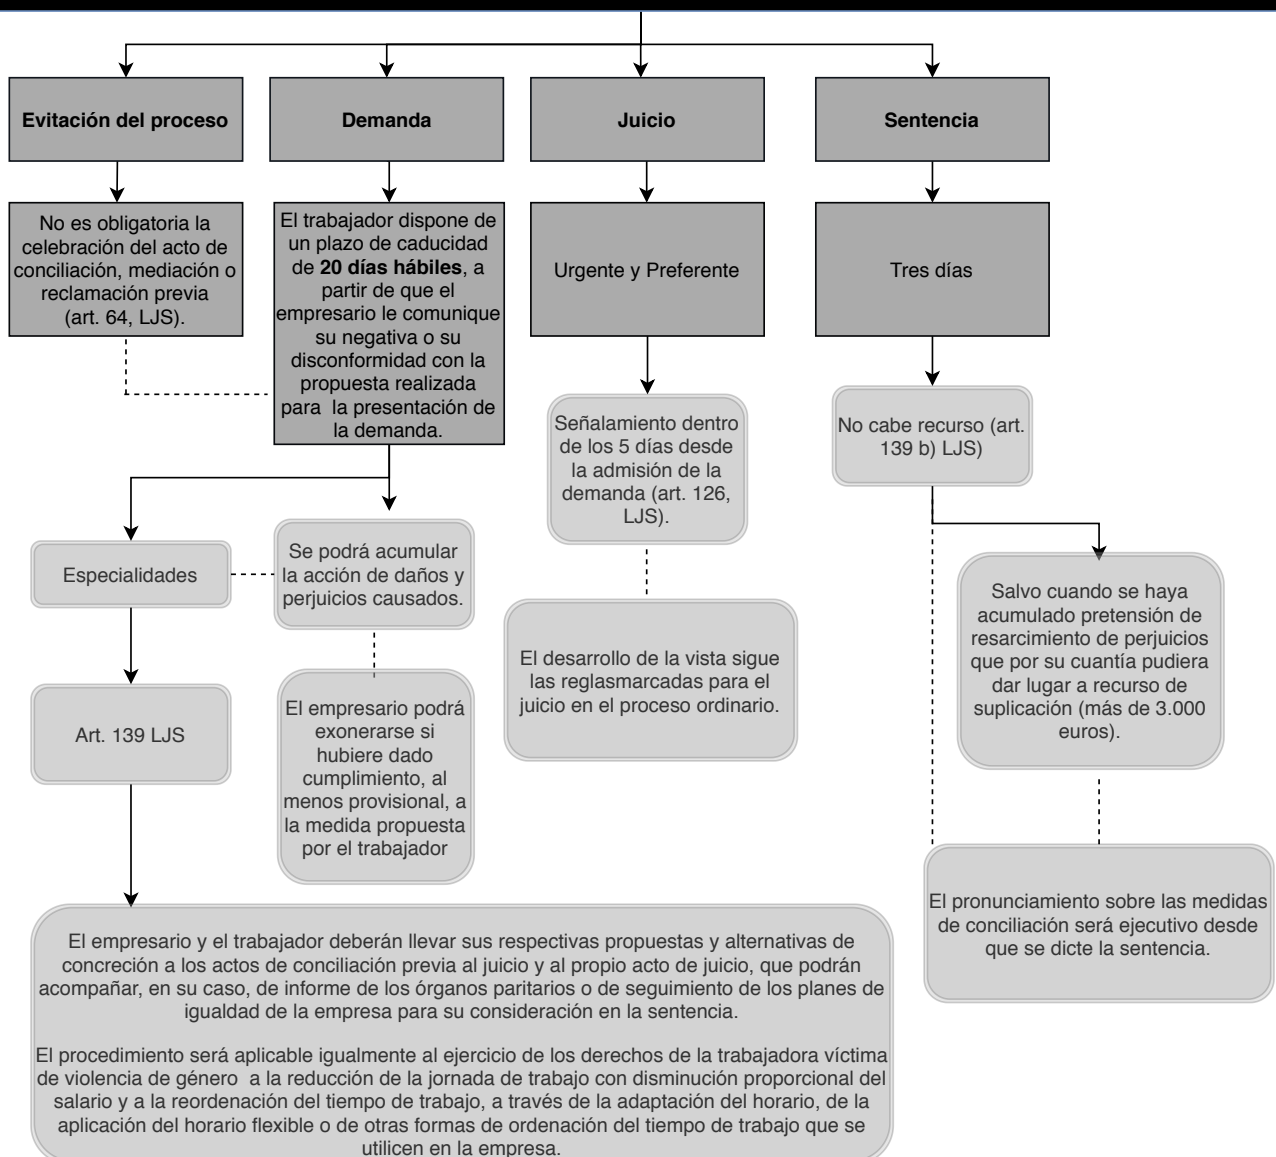 Evitación del proceso
No es obligatoria la
celebración del acto de
conciliación, mediación o
reclamación previa
(art. 64, LJS).
Demanda
El trabajador dispone de
un plazo de caducidad
de 20 días hábiles, a
partir de que el
empresario le comunique
su negativa o su
disconformidad con la
propuesta realizada
para la presentación de
la demanda.
Especialidades
Se podrá acumular
la acción de daños y
perjuicios causados.
Art. 139 LJS
El empresario podrá
exonerarse si
hubiere dado
cumplimiento, al
menos provisional, a
la medida propuesta
por el trabajador
El empresario y el trabajador deberán llevar sus respectivas propuestas y alternativas de
concreción a los actos de conciliación previa al juicio y al propio acto de juicio, que podrán
acompañar, en su caso, de informe de los órganos paritarios o de seguimiento de los planes de
igualdad de la empresa para su consideración en la sentencia.
El procedimiento será aplicable igualmente al ejercicio de los derechos de la trabajadora víctima
de violencia de género a la reducción de la jornada de trabajo con disminución proporcional del
salario y a la reordenación del tiempo de trabajo, a través de la adaptación del horario, de la
aplicación del horario flexible o de otras formas de ordenación del tiempo de trabajo que se
utilicen en la empresa.
Juicio
Urgente y Preferente
Señalamiento dentro
de los 5 días desde
la admisión de la
demanda (art. 126,
LJS).
El desarrollo de la vista sigue
las reglasmarcadas para el
juicio en el proceso ordinario.
Sentencia
Tres días
No cabe recurso (art.
139 b) LJS)
Salvo cuando se haya
acumulado pretensión de
resarcimiento de perjuicios
que por su cuantía pudiera
dar lugar a recurso de
suplicación (más de 3.000
euros).
El pronunciamiento sobre las medidas
de conciliación será ejecutivo desde
que se dicte la sentencia.